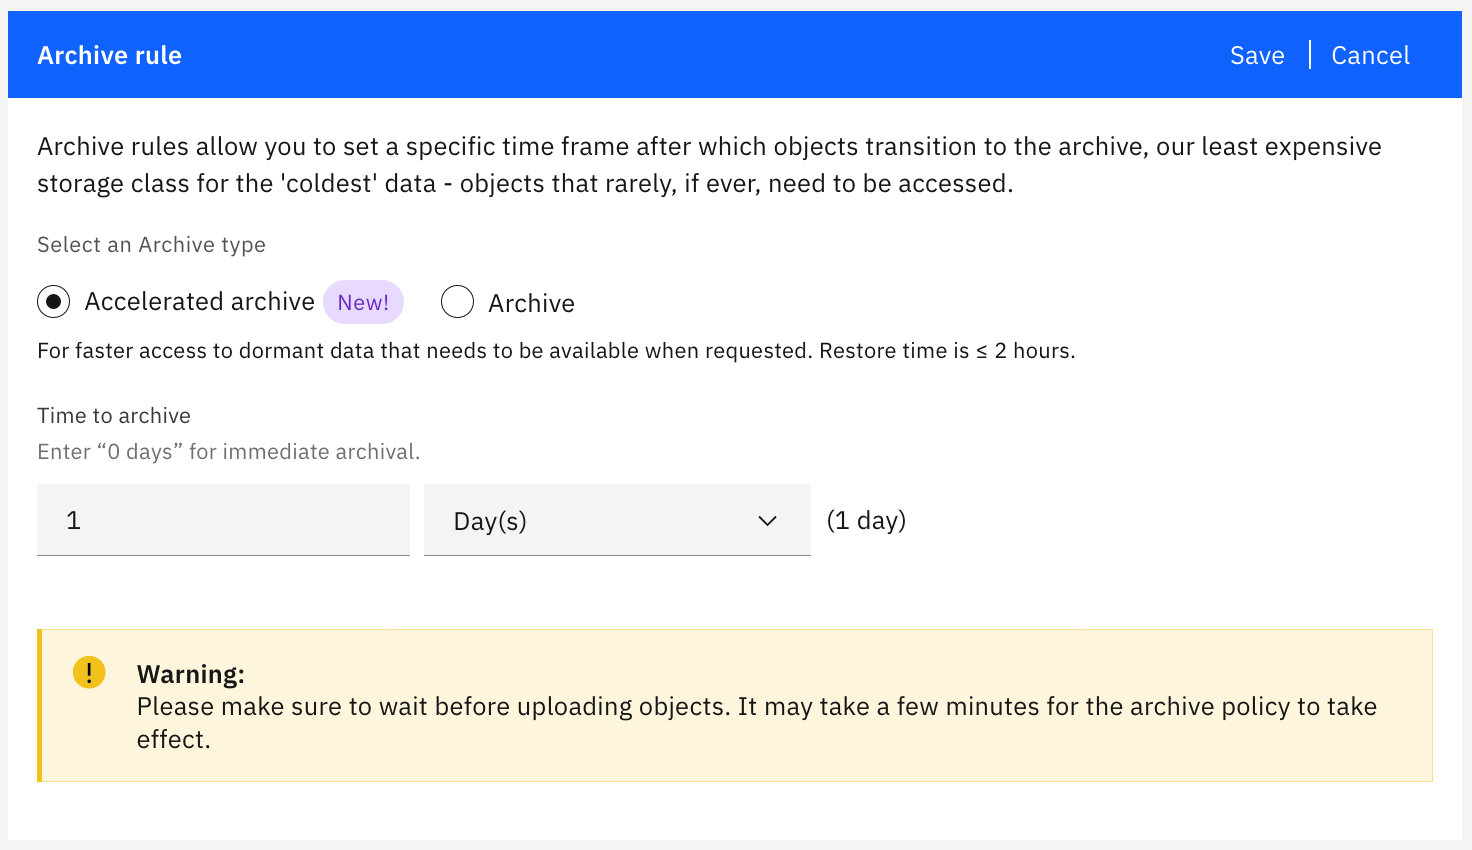 Archive rule
Save
Cancel
Archive rules allow you to set a specific time frame after which objects transition to the archive, our least expensive
storage class for the 'coldest' data - objects that rarely, if ever, need to be accessed.
Select an Archive type
Accelerated archive New!
Archive
For faster access to dormant data that needs to be available when requested. Restore time is ≤ 2 hours.
Time to archive
Enter “0 days” for immediate archival.
1
Day(s)
(1 day)
Warning:
Please make sure to wait before uploading objects. It may take a few minutes for the archive policy to take
effect.